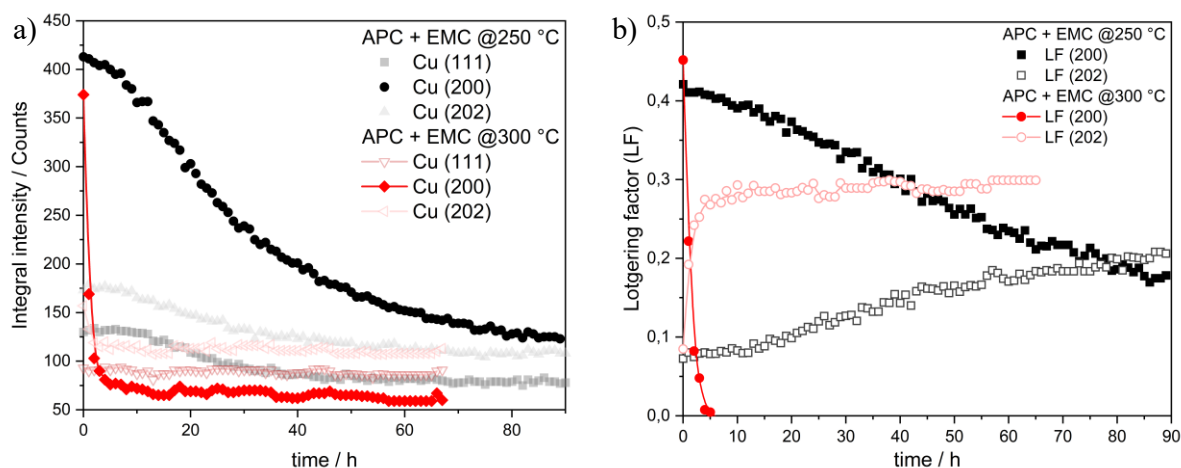 a)
450
400
350
300
250
200
150
100
50
Integral intensity / Counts
0
20
40
60
80
time / h
APC + EMC @250 °C
Cu (111)
Cu (200)
Cu (202)
APC + EMC @300 °C
Cu (111)
Cu (200)
Cu (202)
b)
0,5
0,4
0,3
0,2
0,1
0,0
Lotgering factor (LF)
0
10
20
30
40
50
60
70
80
90
time / h
APC + EMC @250 °C
LF (200)
LF (202)
APC + EMC @300 °C
LF (200)
LF (202)